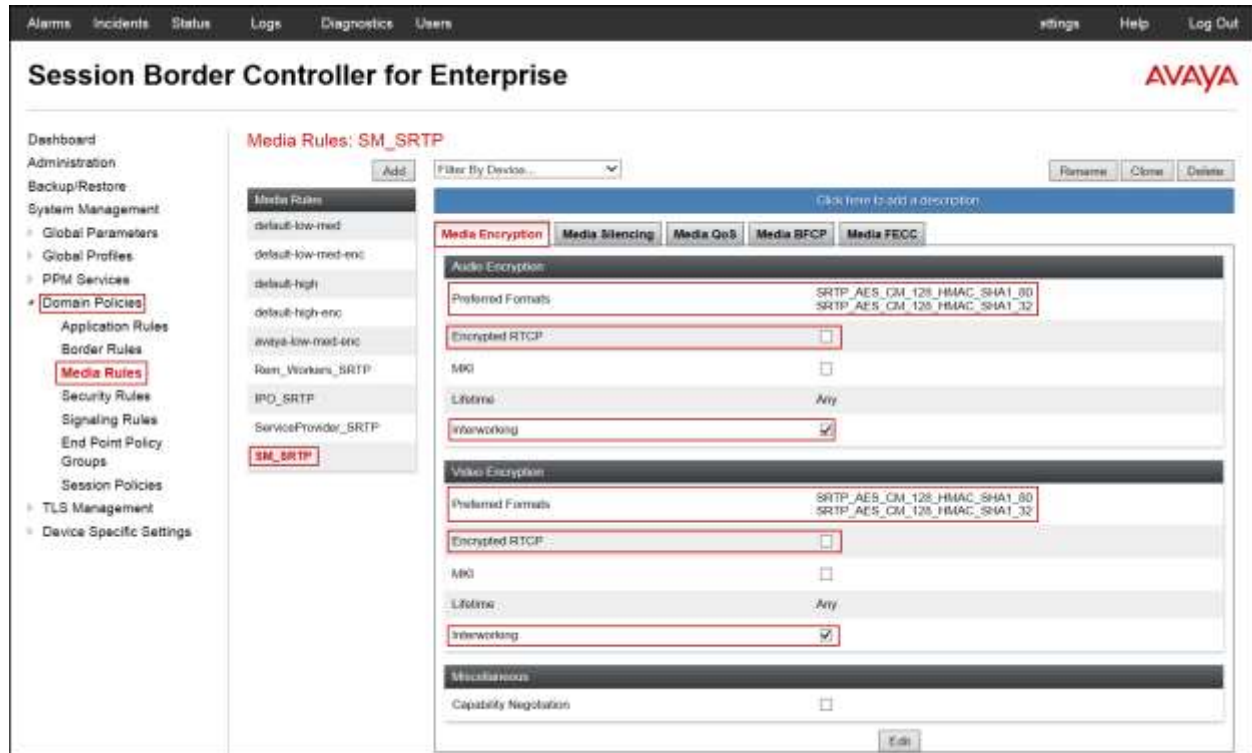 Alarms Incidents Status Logs Diagnostics Users ettings Help Log Out
Session Border Controller for Enterprise
AVAYA
Dashboard
Administration
Backup/Restore
System Management
Global Parameters
Global Profiles
PPM Services
Domain Policies
Application Rules
Border Rules
Media Rules
Security Rules
Signaling Rules
End Point Policy
Groups
Session Policies
TLS Management
Device Specific Settings
Media Rules: SM_SRTP
Add
Filter By Device...
Rename Clone Delete
Media Rules
default-low-med
default-low-med-enc
default-high
default-high-enc
avaya-low-med-enc
Rem_Workers_SRTP
IPO_SRTP
ServiceProvider_SRTP
SM_SRTP
Click here to add a description
Media Encryption Media Silencing Media QoS Media BFCP Media FECC
Audio Encryption
Preferred Formats SRTP_AES_CM_128_HMAC_SHA1_80
SRTP_AES_CM_128_HMAC_SHA1_32
Encrypted RTCP
MKI
Lifetime Any
Interworking
Video Encryption
Preferred Formats SRTP_AES_CM_128_HMAC_SHA1_80
SRTP_AES_CM_128_HMAC_SHA1_32
Encrypted RTCP
MKI
Lifetime Any
Interworking
Miscellaneous
Capability Negotiation
Edit